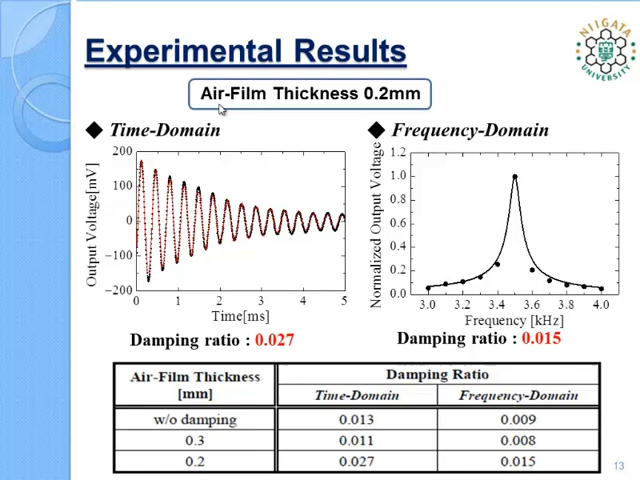 Experimental Results
NIIGATA
UNIVERSITY
Air-Film Thickness 0.2mm
◆ Time-Domain
◆ Frequency-Domain
Output Voltage[mV]
200
100
0
−100
−200
0 1 2 3 4 5
Time[ms]
Normalized Output Voltage
1.2
1.0
0.8
0.6
0.4
0.2
0.0
3.0 3.2 3.4 3.6 3.8 4.0
Frequency [kHz]
Damping ratio : 0.027
Damping ratio : 0.015
Air-Film Thickness
[mm]
Damping Ratio
Time-Domain Frequency-Domain
w/o damping 0.013 0.009
0.3 0.011 0.008
0.2 0.027 0.015
13